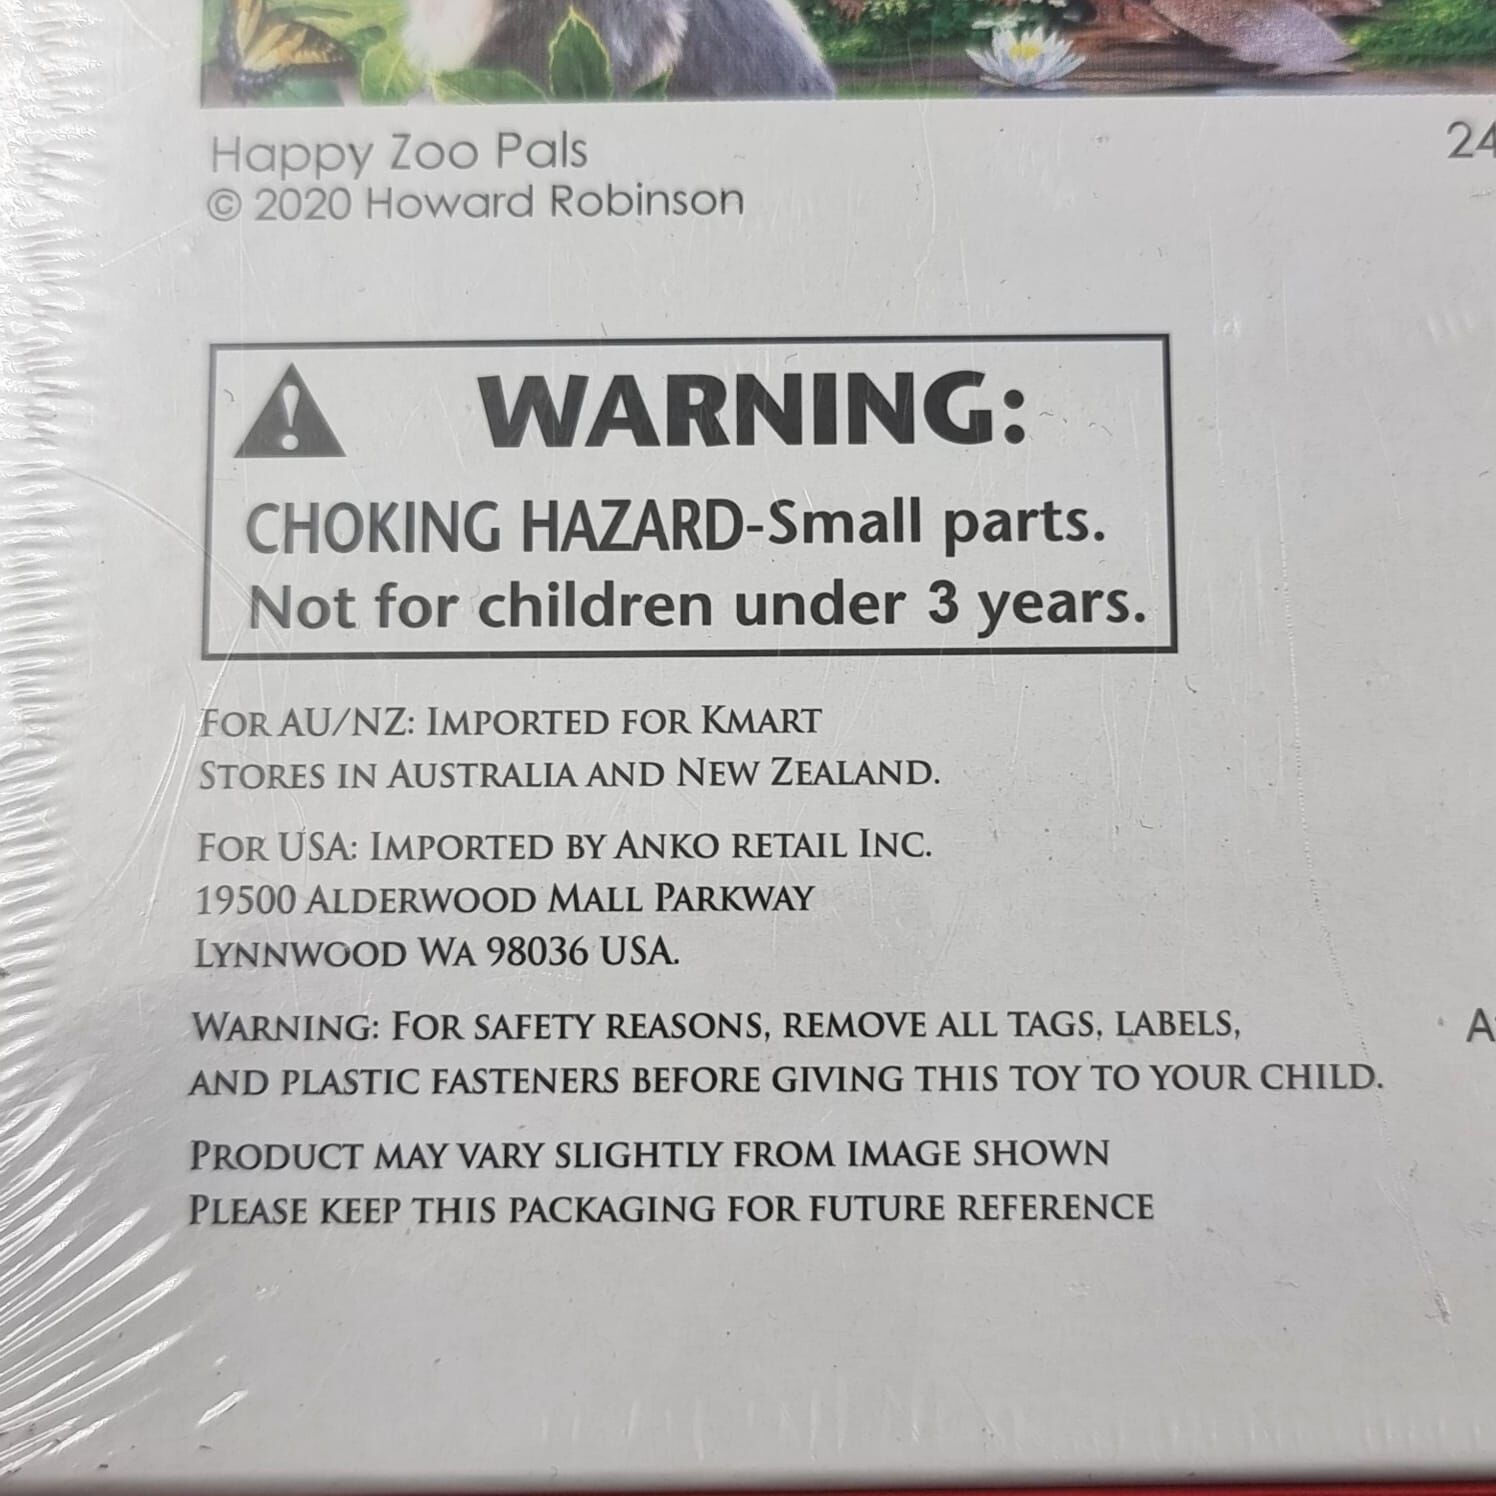 Happy Zoo Pals
© 2020 Howard Robinson
24
WARNING:
CHOKING HAZARD-Small parts.
Not for children under 3 years.
FOR AU/NZ: IMPORTED FOR KMART
STORES IN AUSTRALIA AND NEW ZEALAND.
FOR USA: IMPORTED BY ANKO RETAIL INC.
19500 ALDERWOOD MALL PARKWAY
LYNNWOOD WA 98036 USA.
WARNING: FOR SAFETY REASONS, REMOVE ALL TAGS, LABELS,
AND PLASTIC FASTENERS BEFORE GIVING THIS TOY TO YOUR CHILD.
PRODUCT MAY VARY SLIGHTLY FROM IMAGE SHOWN
PLEASE KEEP THIS PACKAGING FOR FUTURE REFERENCE